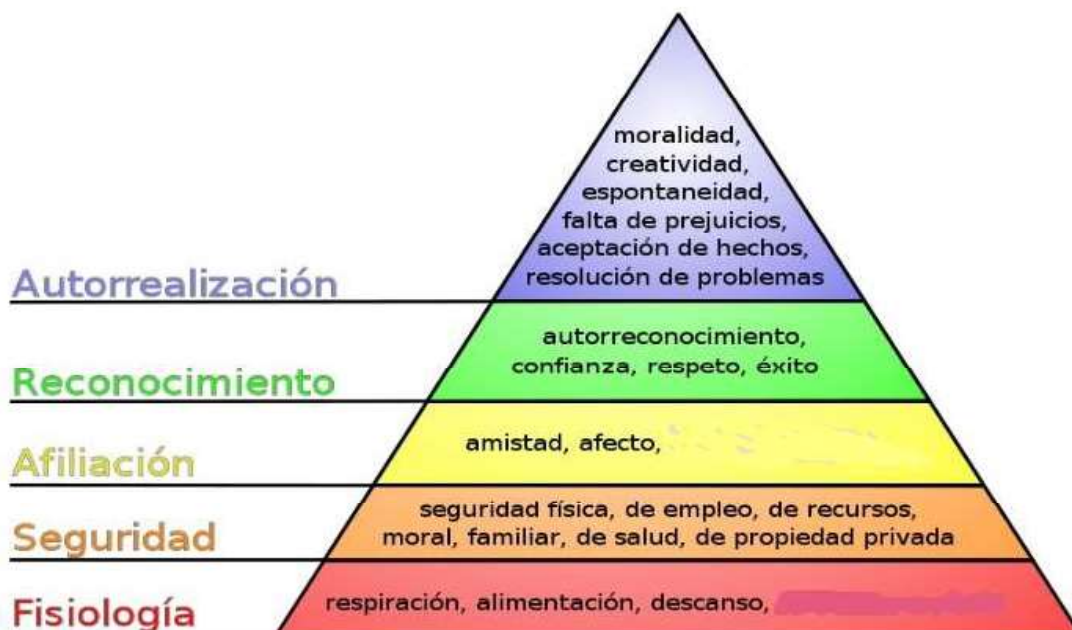 moralidad,
creatividad,
espontaneidad,
falta de prejuicios,
aceptación de hechos,
resolución de problemas
Autorrealización
autorreconocimiento,
confianza, respeto, éxito
Reconocimiento
amistad, afecto,
Afiliación
seguridad física, de empleo, de recursos,
moral, familiar, de salud, de propiedad privada
Seguridad
respiración, alimentación, descanso,
Fisiología